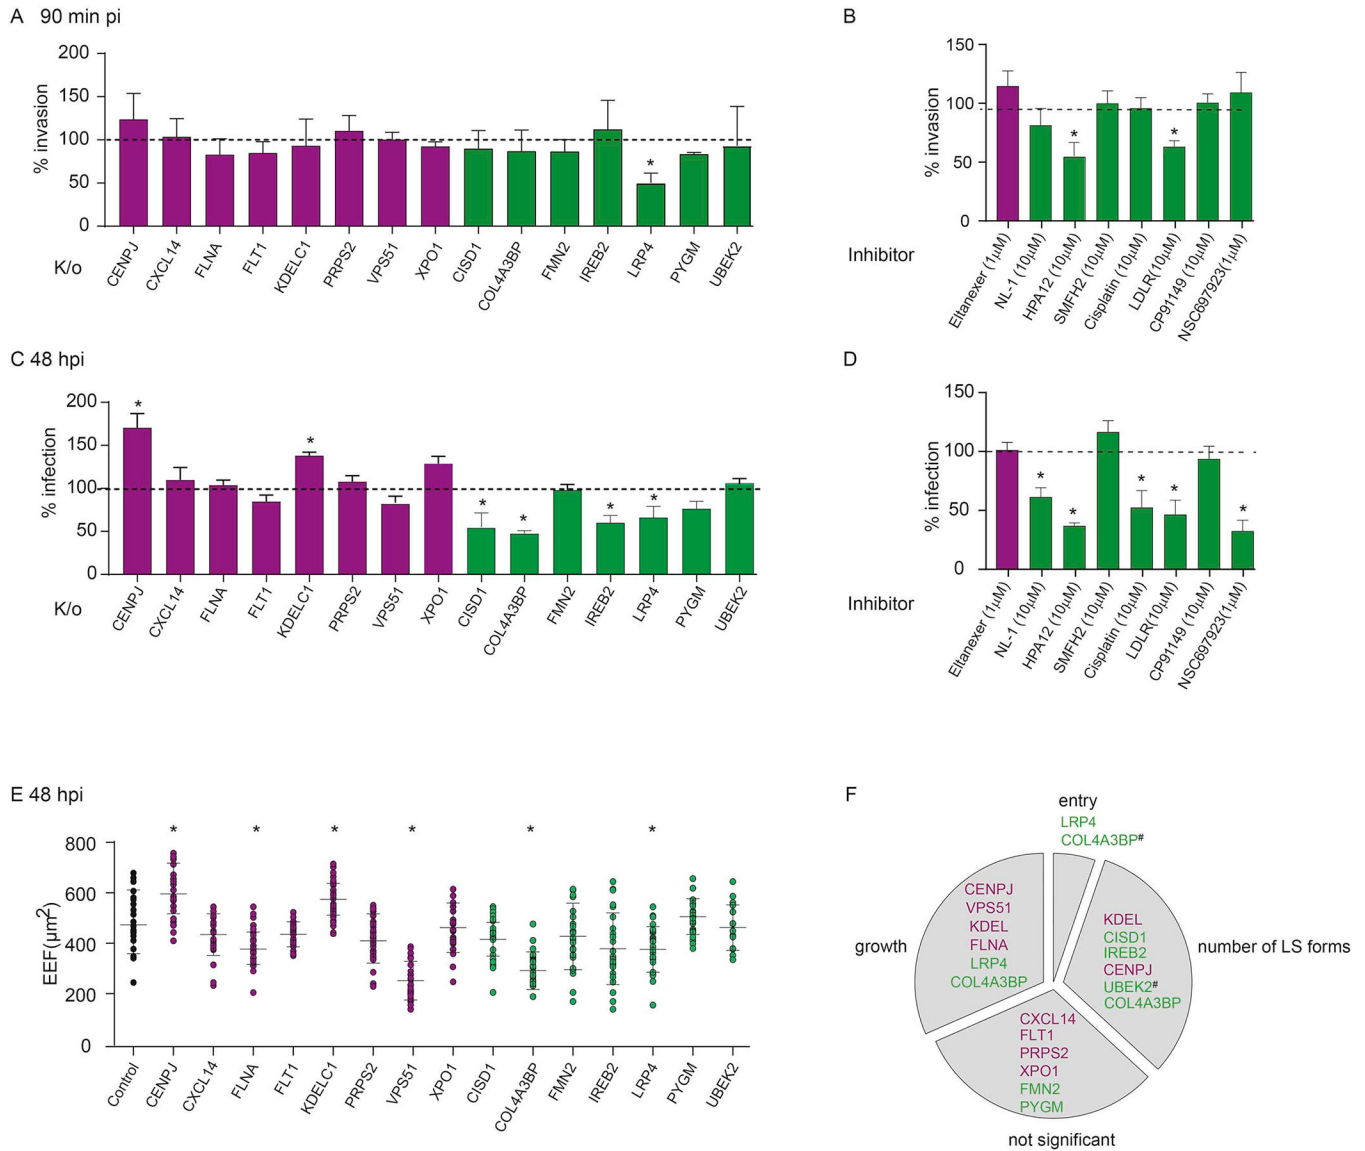 A 90 min pi
% invasion
200
150
100
50
0
*
K/o
CENPJ
CXCL14
FLNA
FLT1
KDELC1
PRPS2
VPS51
XPO1
CISD1
COL4A3BP
FMN2
IREB2
LRP4
PYGM
UBEK2
B
% invasion
150
100
50
0
* *
Inhibitor
Eltanexer (1µM)
NL-1 (10µM)
HPA12 (10µM)
SMFH2 (10µM)
Cisplatin (10µM)
LDLR(10µM)
CP91149 (10µM)
NSC697923(1µM)
C 48 hpi
% infection
200
150
100
50
0
* * * * * *
K/o
CENPJ
CXCL14
FLNA
FLT1
KDELC1
PRPS2
VPS51
XPO1
CISD1
COL4A3BP
FMN2
IREB2
LRP4
PYGM
UBEK2
D
% infection
150
100
50
0
* * * * *
Inhibitor
Eltanexer (1µM)
NL-1 (10µM)
HPA12 (10µM)
SMFH2 (10µM)
Cisplatin (10µM)
LDLR(10µM)
CP91149 (10µM)
NSC697923(1µM)
E 48 hpi
EEF(µm²)
800
600
400
200
0
* * * * * *
Control
CENPJ
CXCL14
FLNA
FLT1
KDELC1
PRPS2
VPS51
XPO1
CISD1
COL4A3BP
FMN2
IREB2
LRP4
PYGM
UBEK2
F
entry
LRP4
COL4A3BP#
growth
CENPJ
VPS51
KDEL
FLNA
LRP4
COL4A3BP
number of LS forms
KDEL
CISD1
IREB2
CENPJ
UBEK2#
COL4A3BP
CXCL14
FLT1
PRPS2
XPO1
FMN2
PYGM
not significant